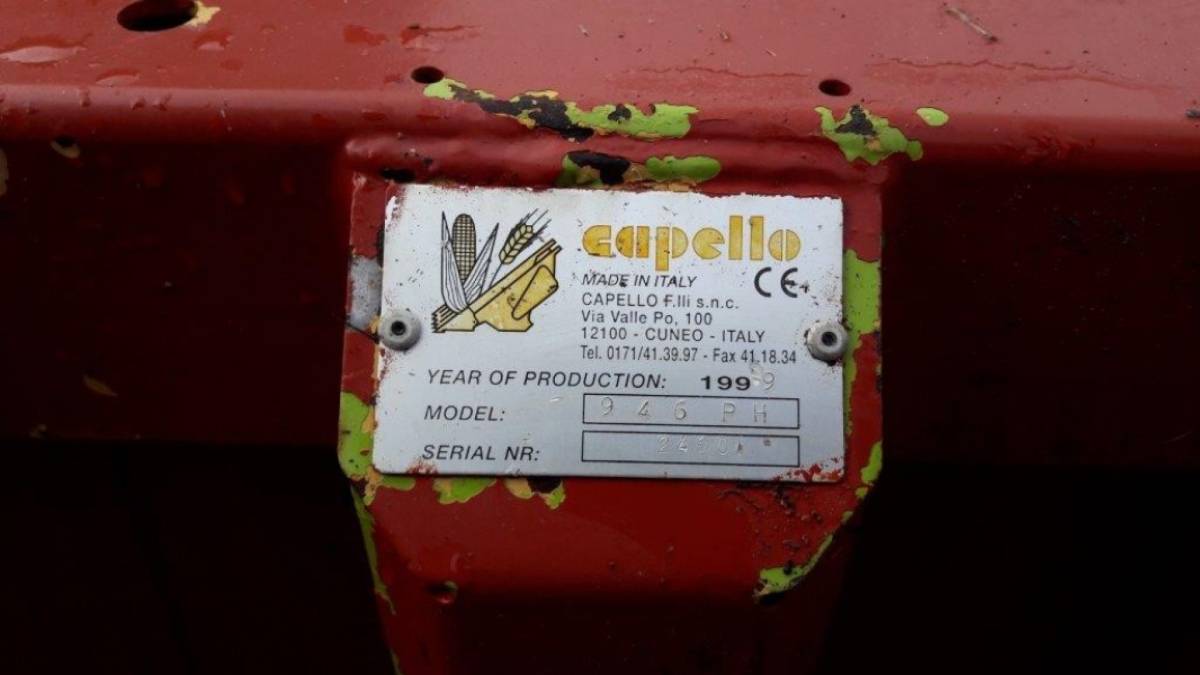 capello
MADE IN ITALY
CE
CAPELLO F.lli s.n.c.
Via Valle Po, 100
12100 - CUNEO - ITALY
Tel. 0171/41.39.97 - Fax 41.18.34
YEAR OF PRODUCTION: 1999
MODEL: 946 PH
SERIAL NR: